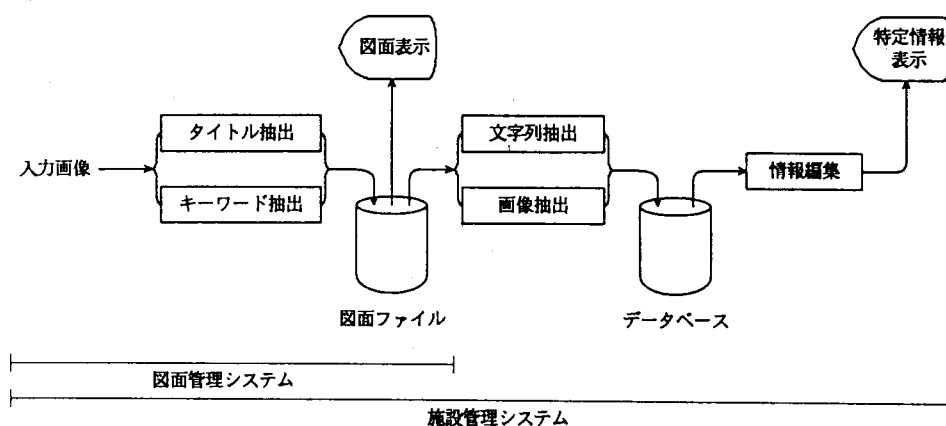 図面表示
特定情報
表示
タイトル抽出
文字列抽出
入力画像
情報編集
キーワード抽出
画像抽出
図面ファイル
データベース
図面管理システム
施設管理システム